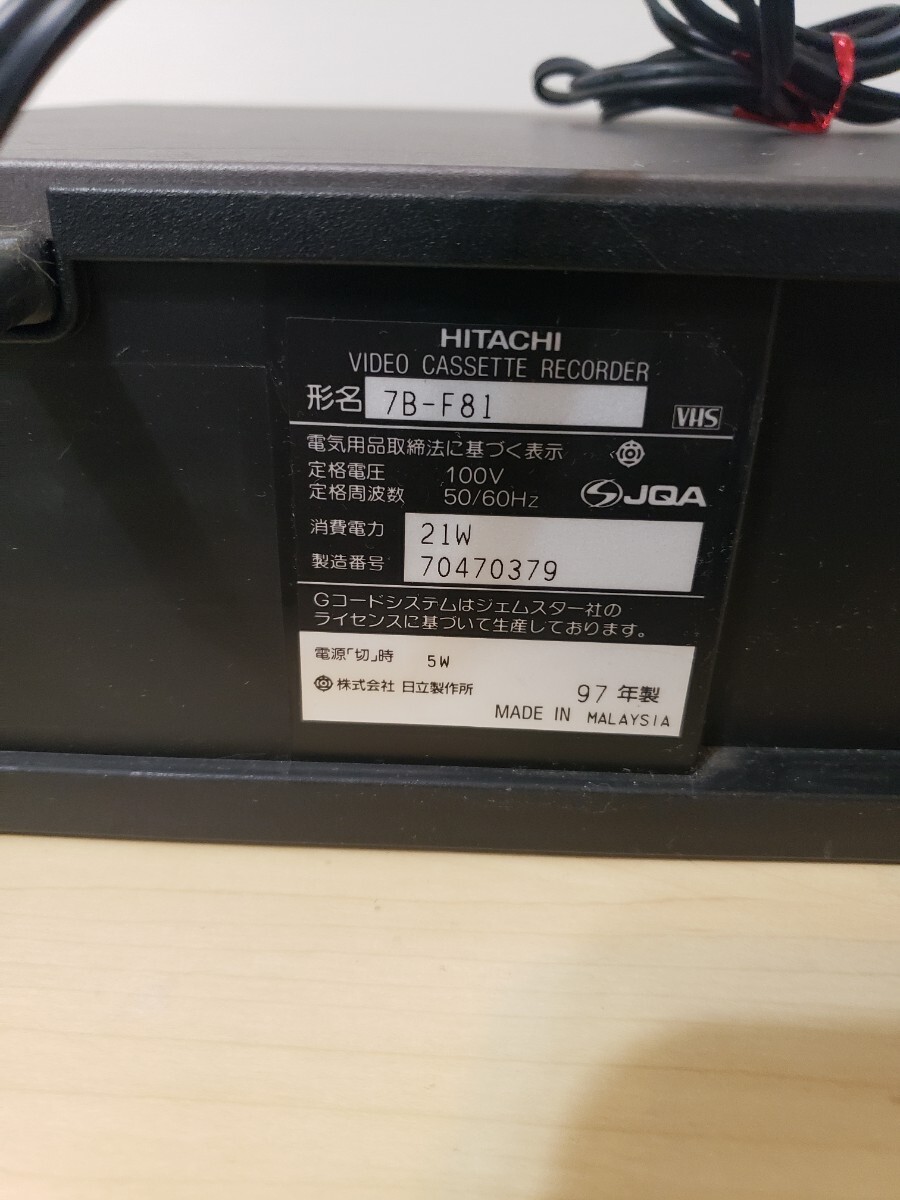 HITACHI
VIDEO CASSETTE RECORDER
形名 7B-F81
VHS
電気用品取締法に基づく表示
定格電圧 100V
定格周波数 50/60Hz
JQA
消費電力 21W
製造番号 70470379
Gコードシステムはジェムスター社の
ライセンスに基づいて生産しております。
電源「切」時 5W
株式会社 日立製作所 97年製
MADE IN MALAYSIA